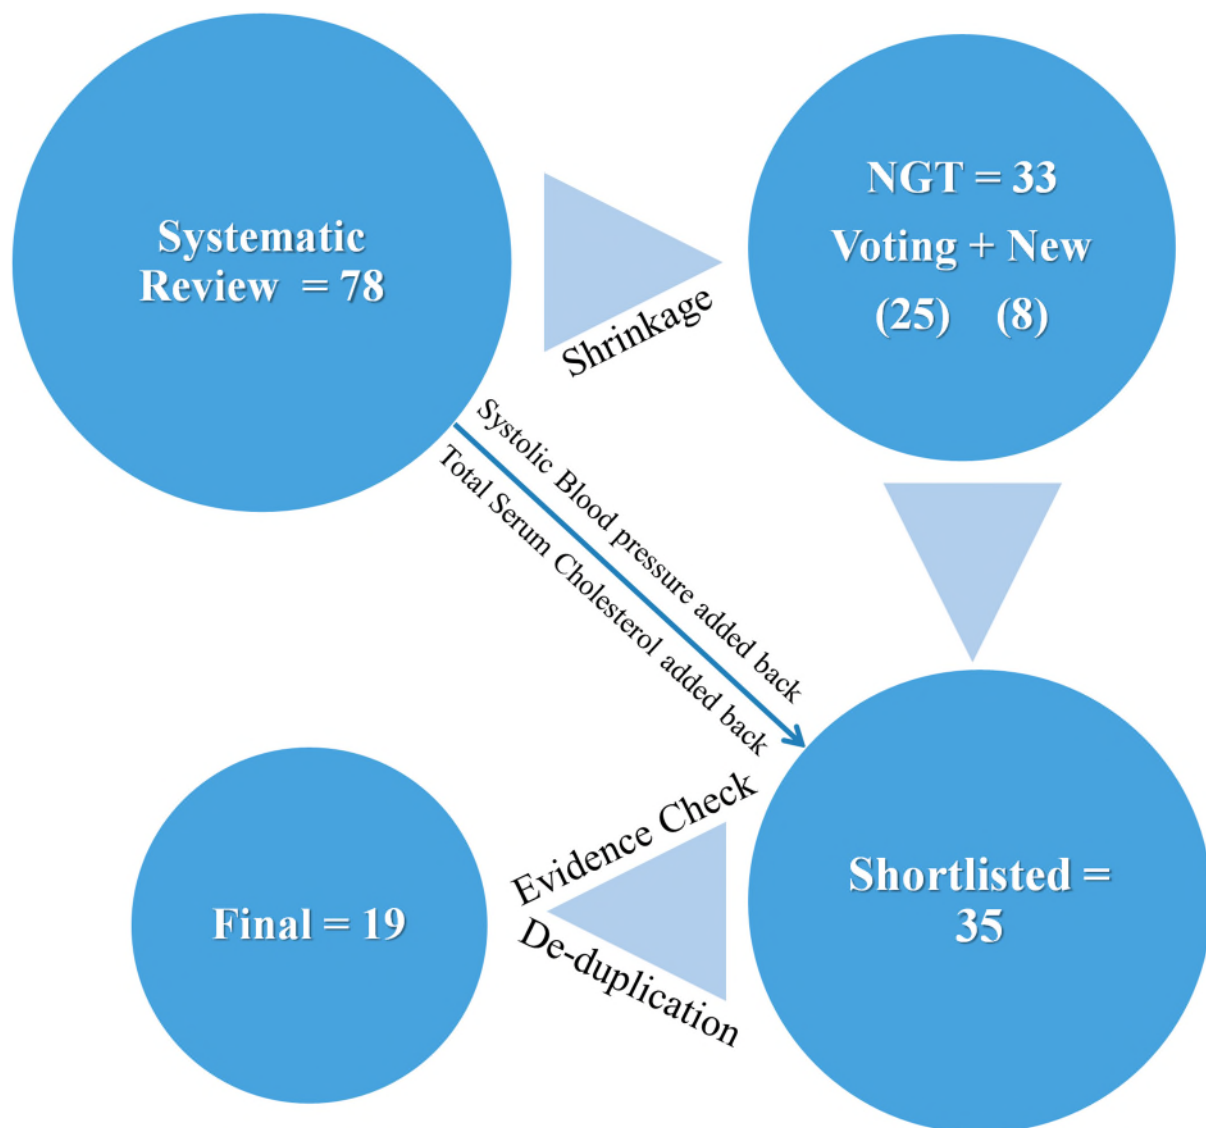 Systematic
Review = 78
Shrinkage
NGT = 33
Voting + New
(25) (8)
Systolic Blood pressure added back
Total Serum Cholesterol added back
Shortlisted =
35
Evidence Check
De-duplication
Final = 19